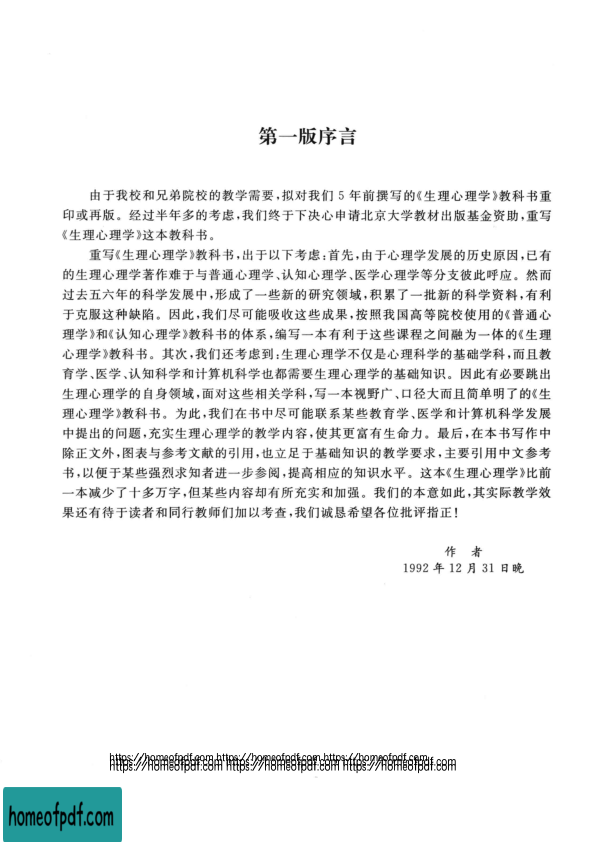 第一版序言
由于我校和兄弟院校的教学需要，拟对我们 5 年前撰写的《生理心理学》教科书重
印或再版。经过半年多的考虑，我们终于下决心申请北京大学教材出版基金资助，重写
《生理心理学》这本教科书。
重写《生理心理学》教科书，出于以下考虑：首先，由于心理学发展的历史原因，已有
的生理心理学著作难于与普通心理学、认知心理学、医学心理学等分支彼此呼应。然而
过去五六年的科学发展中，形成了一些新的研究领域，积累了一批新的科学资料，有利
于克服这种缺陷。因此，我们尽可能吸收这些成果，按照我国高等院校使用的《普通心
理学》和《认知心理学》教科书的体系，编写一本有利于这些课程之间融为一体的《生理
心理学》教科书。其次，我们还考虑到：生理心理学不仅是心理科学的基础学科，而且教
育学、医学、认知科学和计算机科学也都需要生理心理学的基础知识。因此有必要跳出
生理心理学的自身领域，面对这些相关学科，写一本视野广、口径大而且简单明了的《生
理心理学》教科书。为此，我们在书中尽可能联系某些教育学、医学和计算机科学发展
中提出的问题，充实生理心理学的教学内容，使其更富有生命力。最后，在本书写作中
除正文外，图表与参考文献的引用，也立足于基础知识的教学要求，主要引用中文参考
书，以便于某些强烈求知者进一步参阅，提高相应的知识水平。这本《生理心理学》比前
一本减少了十多万字，但某些内容却有所充实和加强。我们的本意如此，其实际教学效
果还有待于读者和同行教师们加以考查，我们诚恳希望各位批评指正！
作 者
1992 年 12 月 31 日晚
https://homeofpdf.com https://homeofpdf.com https://homeofpdf.com
https://homeofpdf.com https://homeofpdf.com https://homeofpdf.com
homeofpdf.com